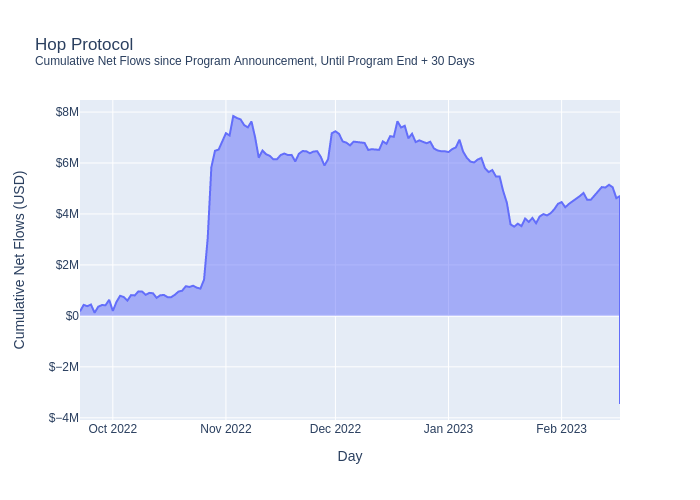 Hop Protocol
Cumulative Net Flows since Program Announcement, Until Program End + 30 Days
Cumulative Net Flows (USD)
$8M
$6M
$4M
$2M
$0
$−2M
$−4M
Oct 2022
Nov 2022
Dec 2022
Jan 2023
Feb 2023
Day